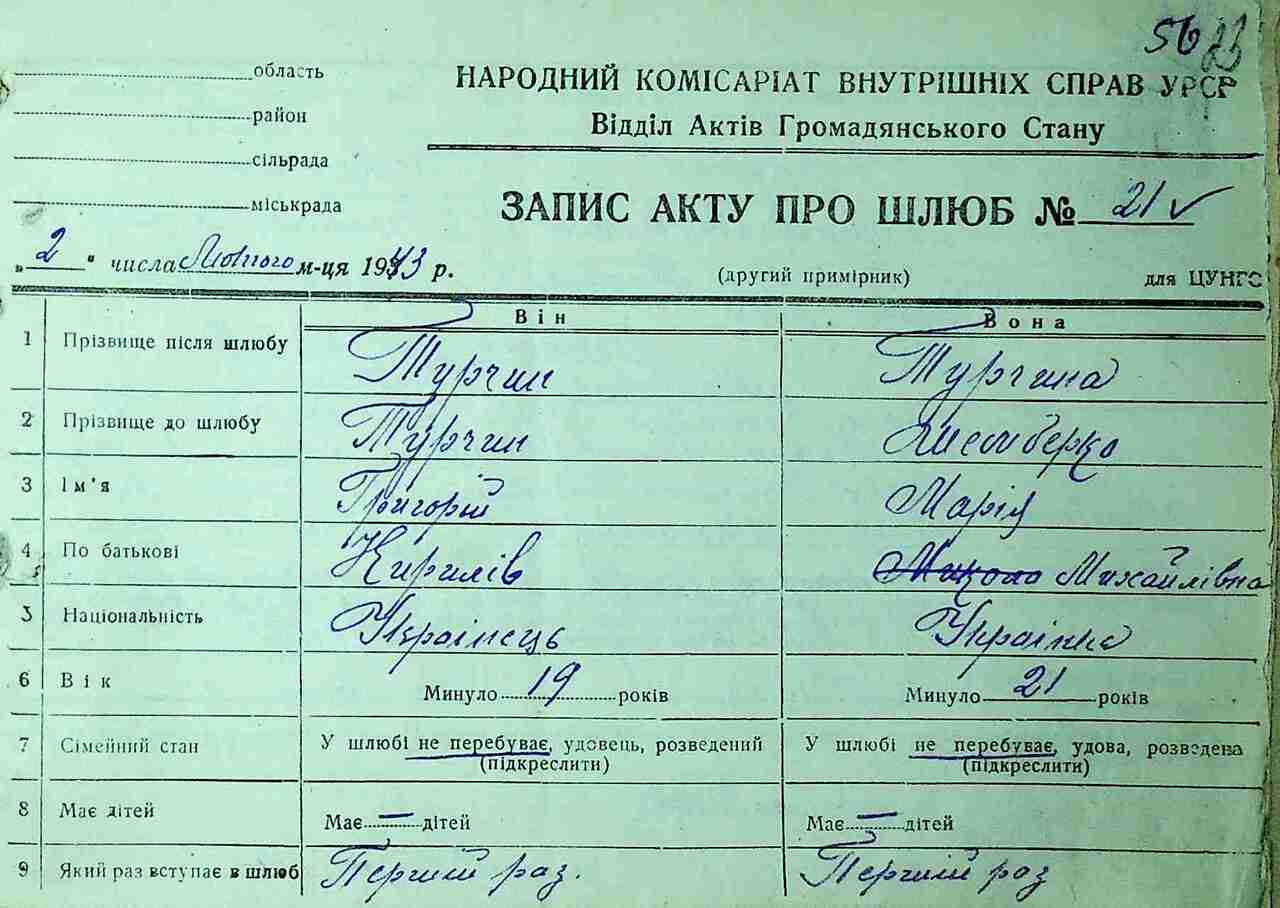 56 23
область
район
сільрада
міськрада
НАРОДНИЙ КОМІСАРІАТ ВНУТРІШНІХ СПРАВ УРСР
Відділ Актів Громадянського Стану
ЗАПИС АКТУ ПРО ШЛЮБ № 21
„2" числа Лютого м-ця 1943 р.
(другий примірник) для ЦУНГО
Він Вона
1 Прізвище після шлюбу Турчин Турчина
2 Прізвище до шлюбу Турчин
3 Ім'я Григорій Марія
4 По батькові Кирилів Микола Михайлівна
5 Національність Українець Українка
6 Вік Минуло 19 років Минуло 21 років
7 Сімейний стан У шлюбі не перебуває, удовець, розведений У шлюбі не перебуває, удова, розведена
(підкреслити) (підкреслити)
8 Має дітей Має — дітей Має — дітей
9 Який раз вступає в шлюб Перший раз. Перший раз